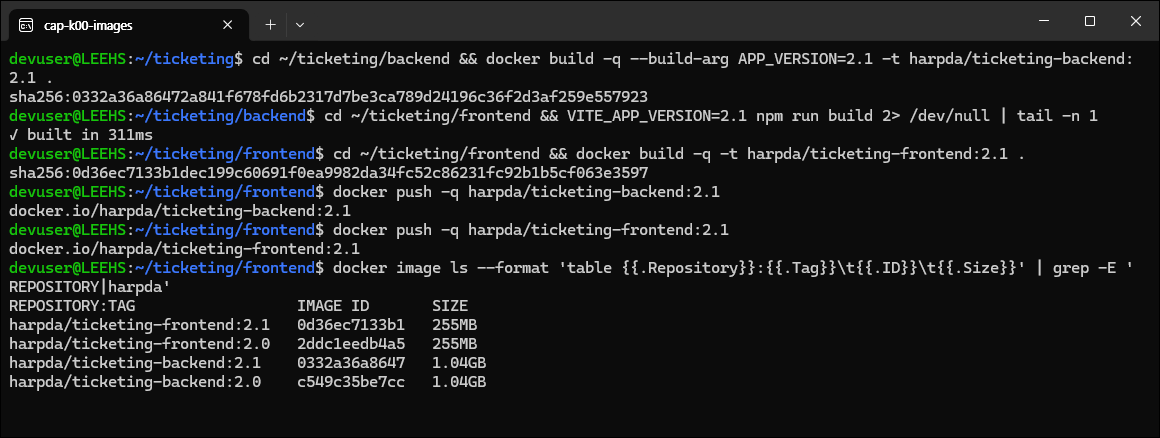 cap-k00-images
devuser@LEEHS:~/ticketing$ cd ~/ticketing/backend && docker build -q --build-arg APP_VERSION=2.1 -t harpda/ticketing-backend:
2.1 .
sha256:0332a36a86472a841f678fd6b2317d7be3ca789d24196c36f2d3af259e557923
devuser@LEEHS:~/ticketing/backend$ cd ~/ticketing/frontend && VITE_APP_VERSION=2.1 npm run build 2> /dev/null | tail -n 1
✓ built in 311ms
devuser@LEEHS:~/ticketing/frontend$ cd ~/ticketing/frontend && docker build -q -t harpda/ticketing-frontend:2.1 .
sha256:0d36ec7133b1dec199c60691f0ea9982da34fc52c86231fc92b1b5cf063e3597
devuser@LEEHS:~/ticketing/frontend$ docker push -q harpda/ticketing-backend:2.1
docker.io/harpda/ticketing-backend:2.1
devuser@LEEHS:~/ticketing/frontend$ docker push -q harpda/ticketing-frontend:2.1
docker.io/harpda/ticketing-frontend:2.1
devuser@LEEHS:~/ticketing/frontend$ docker image ls --format 'table {{.Repository}}:{{.Tag}}\t{{.ID}}\t{{.Size}}' | grep -E '
REPOSITORY|harpda'
REPOSITORY:TAG                  IMAGE ID       SIZE
harpda/ticketing-frontend:2.1   0d36ec7133b1   255MB
harpda/ticketing-frontend:2.0   2ddc1eedb4a5   255MB
harpda/ticketing-backend:2.1    0332a36a8647   1.04GB
harpda/ticketing-backend:2.0    c549c35be7cc   1.04GB